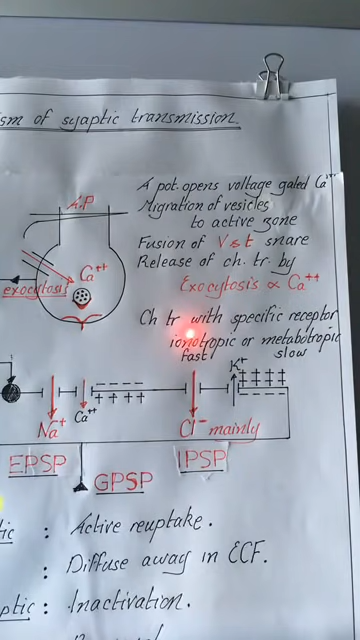 sm of syaptic transmission
A pot. opens voltage gated Ca++
Migration of vesicles
to active zone
Fusion of V & t snare
Release of ch. tr. by
Exocytosis ∝ Ca++
A.P
Ca++
exocytosis
Ch tr with specific receptor
ionotropic or metabotropic
fast slow
K+
Na+
Ca++
Cl- mainly
EPSP
GPSP
IPSP
tic : Active reuptake.
: Diffuse away in ECF.
ptic : Inactivation.